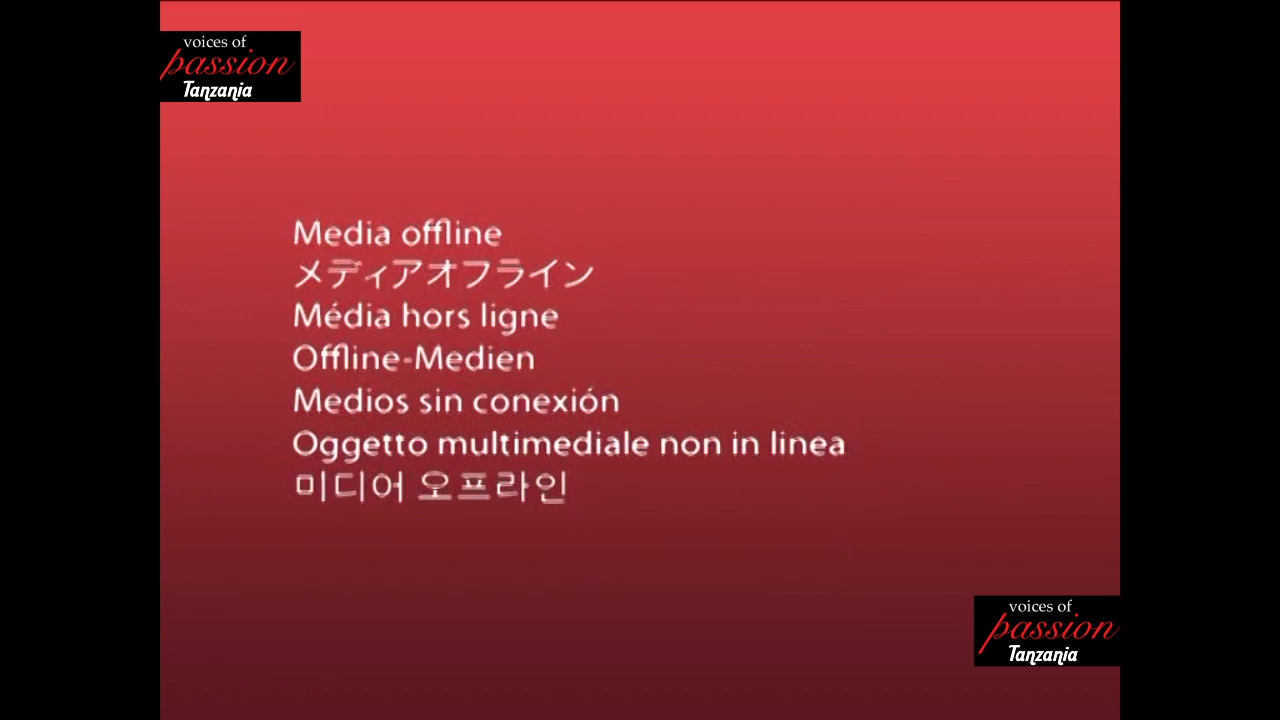 voices of
passion
Tanzania
Media offline
メディアオフライン
Média hors ligne
Offline-Medien
Medios sin conexión
Oggetto multimediale non in linea
미디어 오프라인
voices of
passion
Tanzania